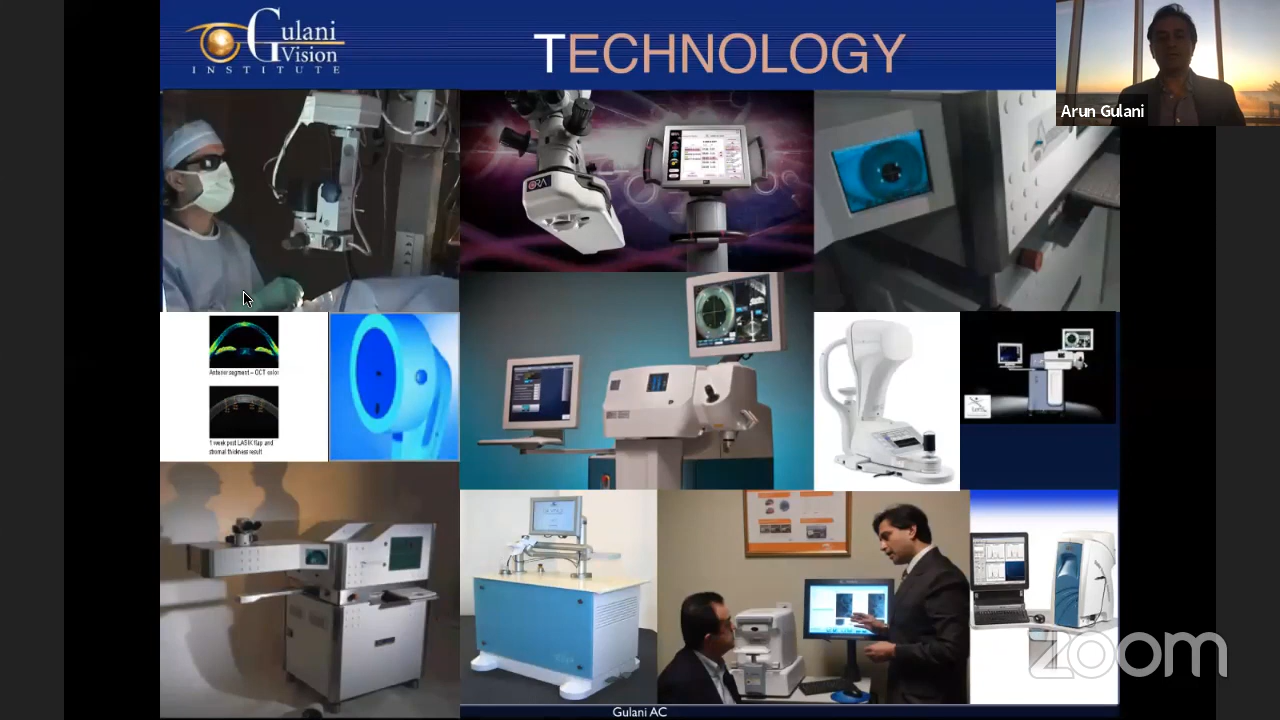 Gulani
Vision
INSTITUTE
TECHNOLOGY
Arun Gulani
ORA
Anterior segment - OCT color
1 week post LASIK flap and
stromal thickness result
zoom
Gulani AC